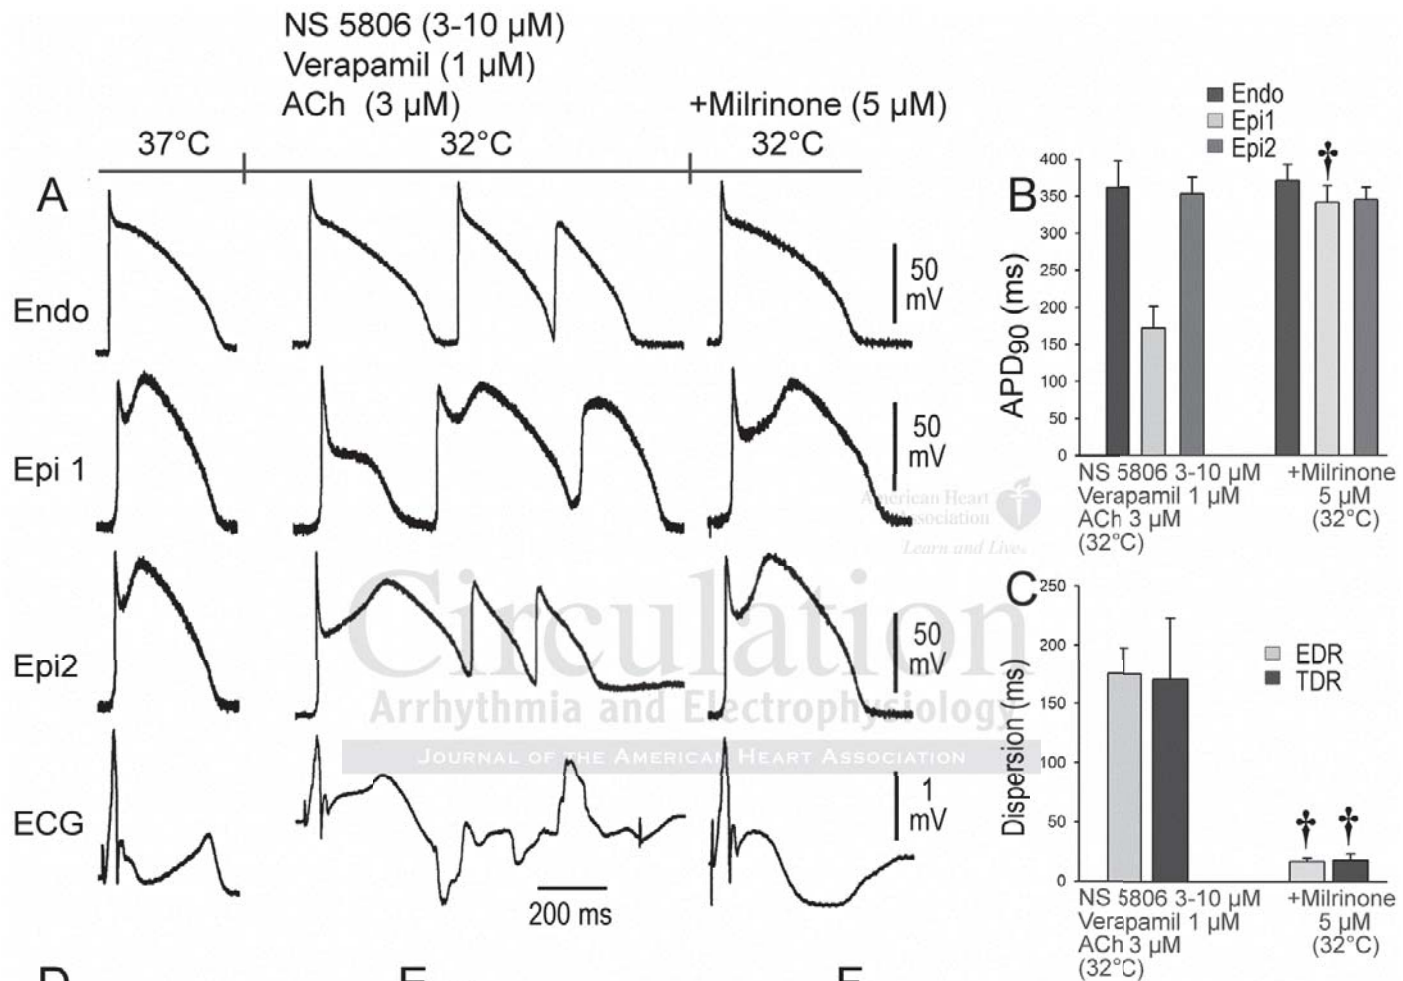 NS 5806 (3-10 µM)
Verapamil (1 µM)
ACh (3 µM)
+Milrinone (5 µM)
37°C
32°C
32°C
A
Endo
50
mV
Epi 1
50
mV
Epi2
50
mV
ECG
1
mV
200 ms
American Heart
Association
Learn and Live®
Circulation
Arrhythmia and Electrophysiology
JOURNAL OF THE AMERICAN HEART ASSOCIATION
Endo
Epi1
Epi2
B
†
APD90 (ms)
400
350
300
250
200
150
100
50
0
NS 5806 3-10 µM
Verapamil 1 µM
ACh 3 µM
(32°C)
+Milrinone
5 µM
(32°C)
C
EDR
TDR
Dispersion (ms)
250
200
150
100
50
0
† †
NS 5806 3-10 µM
Verapamil 1 µM
ACh 3 µM
(32°C)
+Milrinone
5 µM
(32°C)